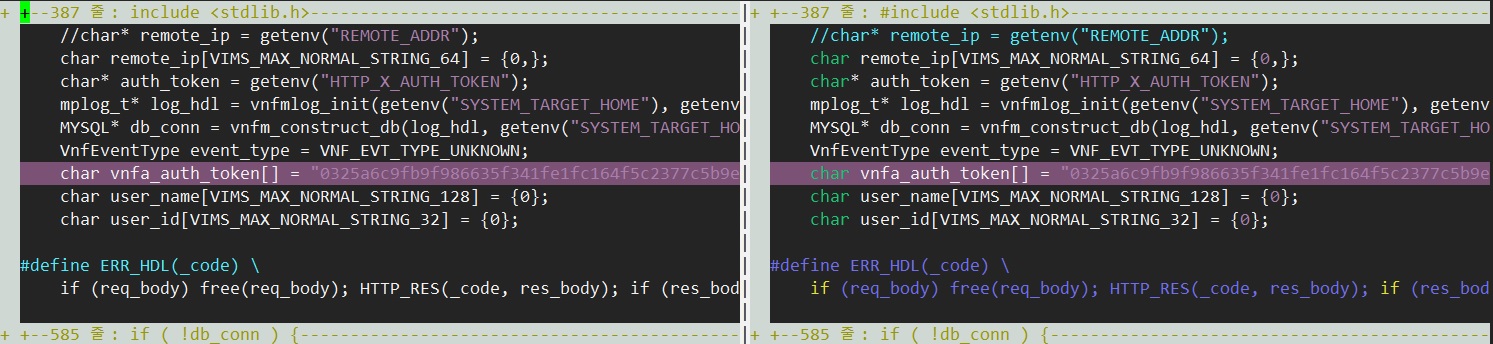 + +--387 줄: include <stdlib.h>
//char* remote_ip = getenv("REMOTE_ADDR");
char remote_ip[VIMS_MAX_NORMAL_STRING_64] = {0,};
char* auth_token = getenv("HTTP_X_AUTH_TOKEN");
mplog_t* log_hdl = vnfmlog_init(getenv("SYSTEM_TARGET_HOME"), getenv
MYSQL* db_conn = vnfm_construct_db(log_hdl, getenv("SYSTEM_TARGET_HO
VnfEventType event_type = VNF_EVT_TYPE_UNKNOWN;
char vnfa_auth_token[] = "0325a6c9fb9f986635f341fe1fc164f5c2377c5b9e
char user_name[VIMS_MAX_NORMAL_STRING_128] = {0};
char user_id[VIMS_MAX_NORMAL_STRING_32] = {0};
#define ERR_HDL(_code) \
if (req_body) free(req_body); HTTP_RES(_code, res_body); if (res_bod
+ +--585 줄: if ( !db_conn ) {
+ +--387 줄: #include <stdlib.h>
//char* remote_ip = getenv("REMOTE_ADDR");
char remote_ip[VIMS_MAX_NORMAL_STRING_64] = {0,};
char* auth_token = getenv("HTTP_X_AUTH_TOKEN");
mplog_t* log_hdl = vnfmlog_init(getenv("SYSTEM_TARGET_HOME"), getenv
MYSQL* db_conn = vnfm_construct_db(log_hdl, getenv("SYSTEM_TARGET_HO
VnfEventType event_type = VNF_EVT_TYPE_UNKNOWN;
char vnfa_auth_token[] = "0325a6c9fb9f986635f341fe1fc164f5c2377c5b9e
char user_name[VIMS_MAX_NORMAL_STRING_128] = {0};
char user_id[VIMS_MAX_NORMAL_STRING_32] = {0};
#define ERR_HDL(_code) \
if (req_body) free(req_body); HTTP_RES(_code, res_body); if (res_bod
+ +--585 줄: if ( !db_conn ) {